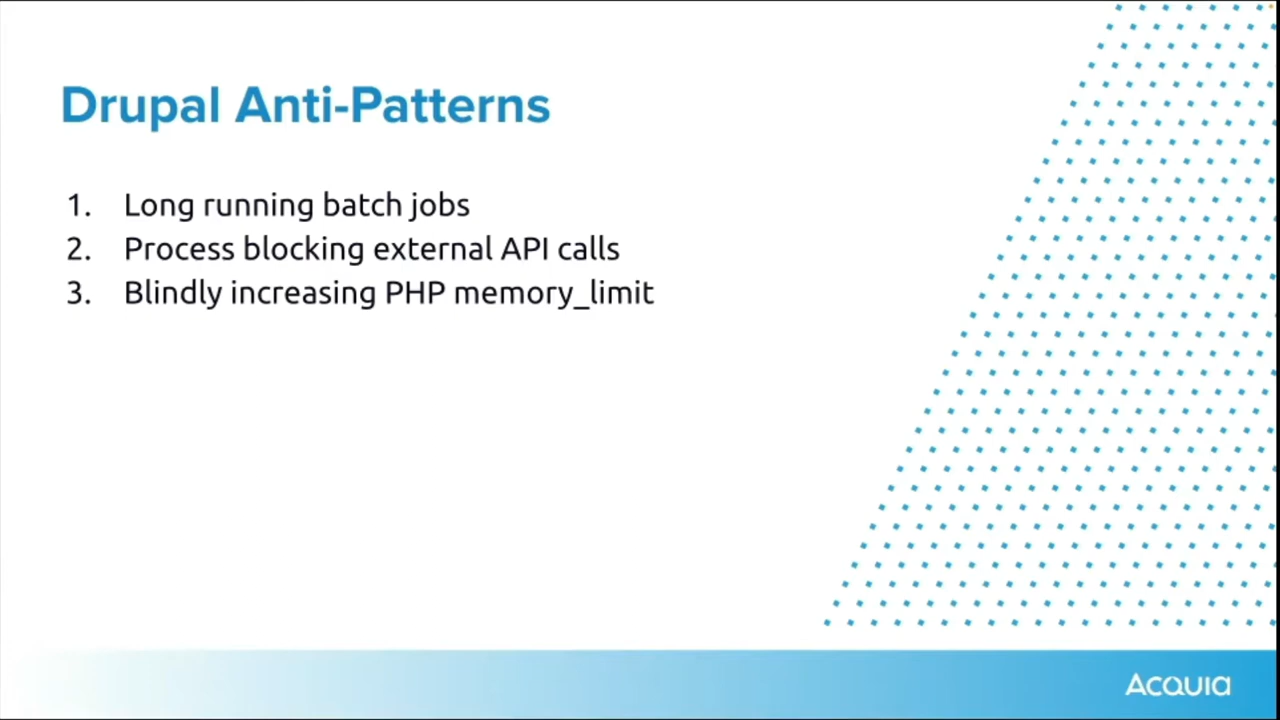 Drupal Anti-Patterns
1. Long running batch jobs
2. Process blocking external API calls
3. Blindly increasing PHP memory_limit
Acquia